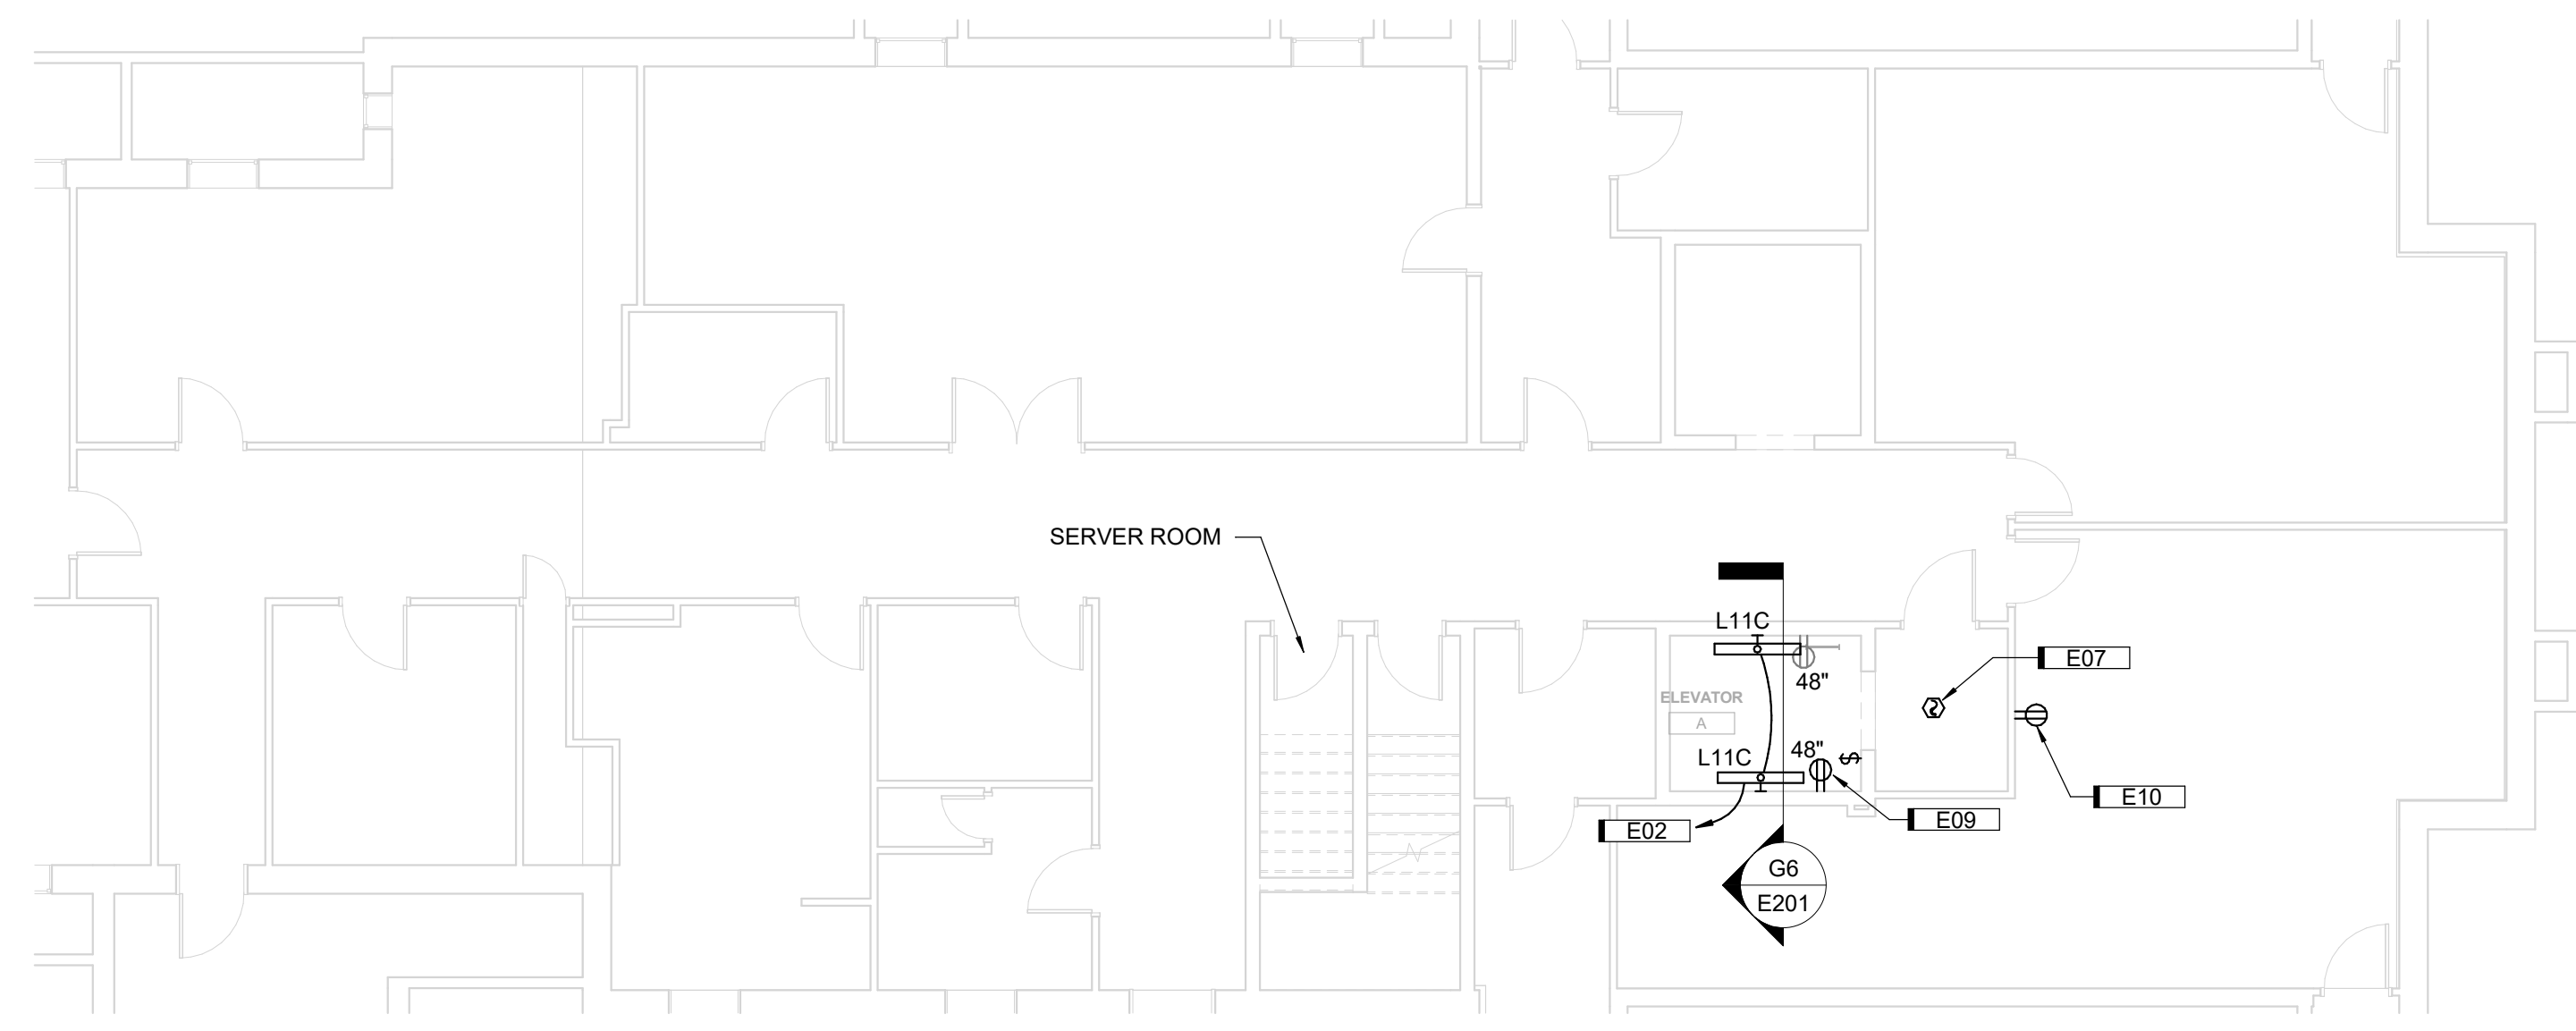 SERVER ROOM
L11C
48"
E07
ELEVATOR
A
L11C
48"
$
E10
E09
E02
G6
E201